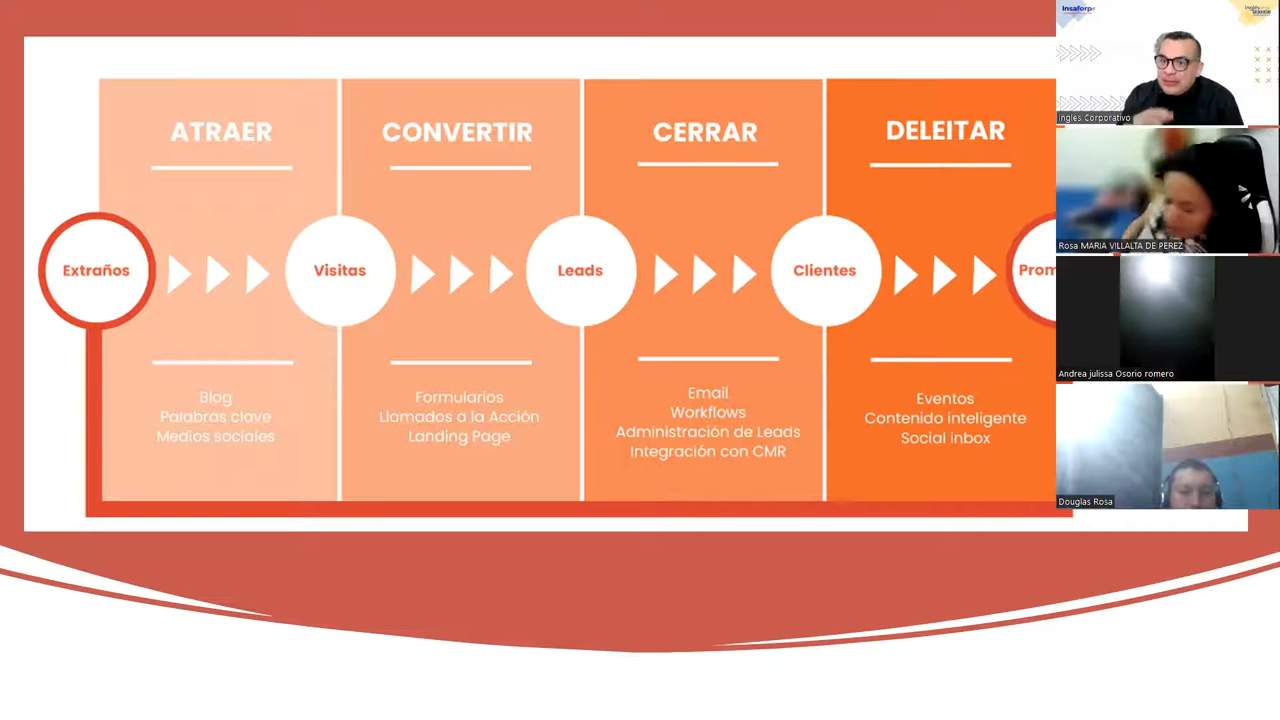 ATRAER
CONVERTIR
CERRAR
DELEITAR
Extraños
Visitas
Leads
Clientes
Blog
Palabras clave
Medios sociales
Formularios
Llamados a la Acción
Landing Page
Email
Workflows
Administración de Leads
Integración con CMR
Eventos
Contenido inteligente
Social inbox
insaforp
Ingles Corporativo
Rosa MARIA VILLALTA DE PEREZ
Andrea julissa Osorio romero
Douglas Rosa